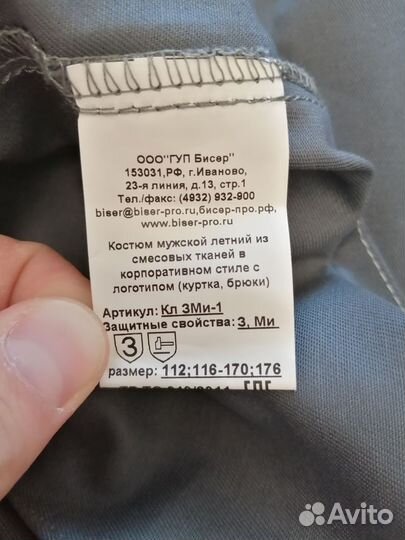 ООО"ГУП Бисер"
153031,РФ, г.Иваново,
23-я линия, д.13, стр.1
Тел./факс: (4932) 932-900
biser@biser-pro.ru,бисер-про.рф,
www.biser-pro.ru
Костюм мужской летний из
смесовых тканей в
корпоративном стиле с
логотипом (куртка, брюки)
Артикул: Кл ЗМи-1
Защитные свойства: З, Ми
З
размер: 112;116-170;176
Avito